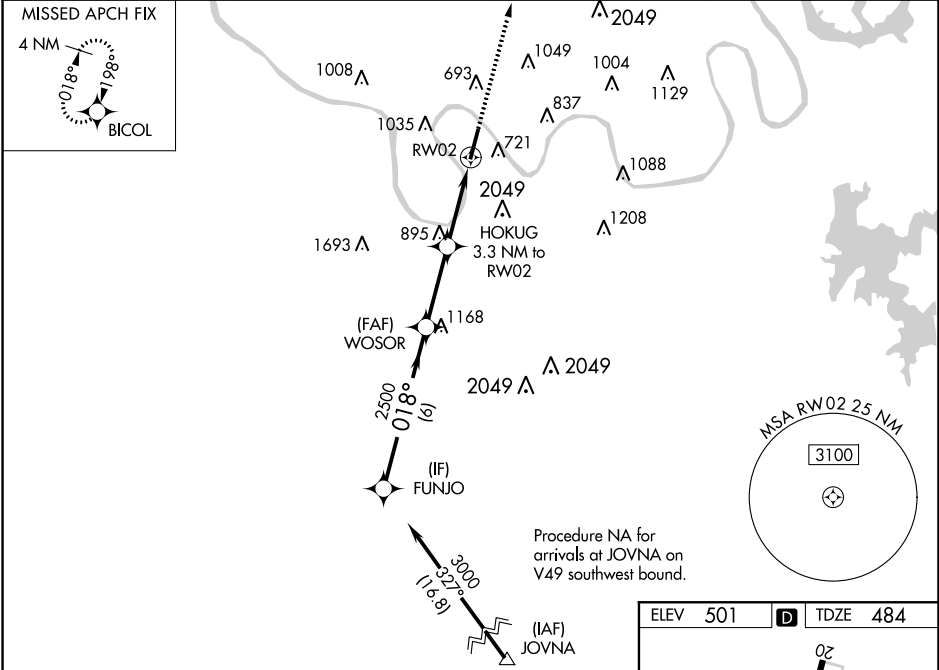 MISSED APCH FIX
4 NM
018°
198°
BICOL
2049
1049
1004
1129
1008
693
837
1035
RW02
721
1088
2049
1208
HOKUG
3.3 NM to
RW02
895
1693
(FAF)
WOSOR
1168
2049
2049
2500
018°
(6)
(IF)
FUNJO
MSA RW02 25 NM
3100
3000
327°
(16.8)
(IAF)
JOVNA
Procedure NA for
arrivals at JOVNA on
V49 southwest bound.
ELEV 501 D TDZE 484
20